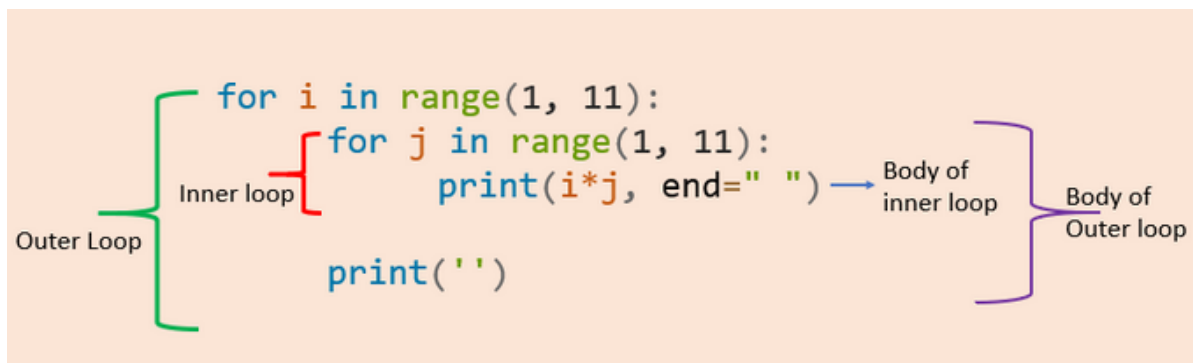 for i in range(1, 11):
for j in range(1, 11):
print(i*j, end=" ")
print('')
Outer Loop
Inner loop
Body of
inner loop
Body of
Outer loop